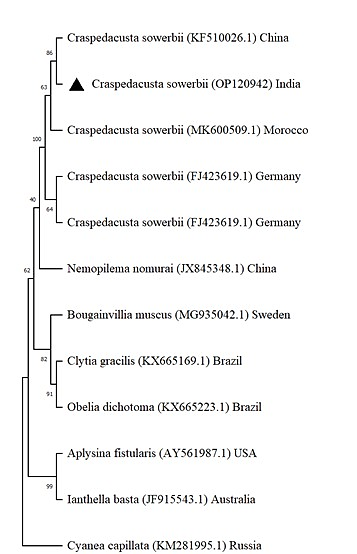 Craspedacusta sowerbii (KF510026.1) China
86
Craspedacusta sowerbii (OP120942) India
63
Craspedacusta sowerbii (MK600509.1) Morocco
100
Craspedacusta sowerbii (FJ423619.1) Germany
64
Craspedacusta sowerbii (FJ423619.1) Germany
40
Nemopilema nomurai (JX845348.1) China
62
Bougainvillia muscus (MG935042.1) Sweden
82
Clytia gracilis (KX665169.1) Brazil
91
Obelia dichotoma (KX665223.1) Brazil
Aplysina fistularis (AY561987.1) USA
99
Ianthella basta (JF915543.1) Australia
Cyanea capillata (KM281995.1) Russia